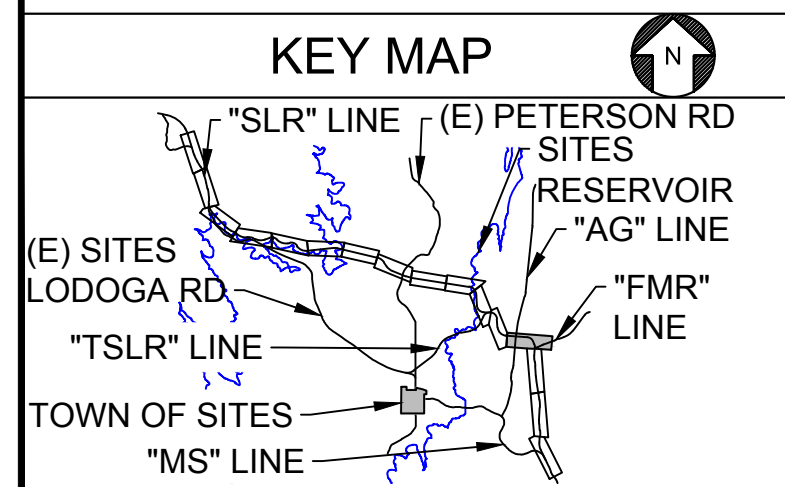 KEY MAP
N
"SLR" LINE
(E) PETERSON RD
SITES
RESERVOIR
"AG" LINE
(E) SITES
LODOGA RD
"FMR"
LINE
"TSLR" LINE
TOWN OF SITES
"MS" LINE